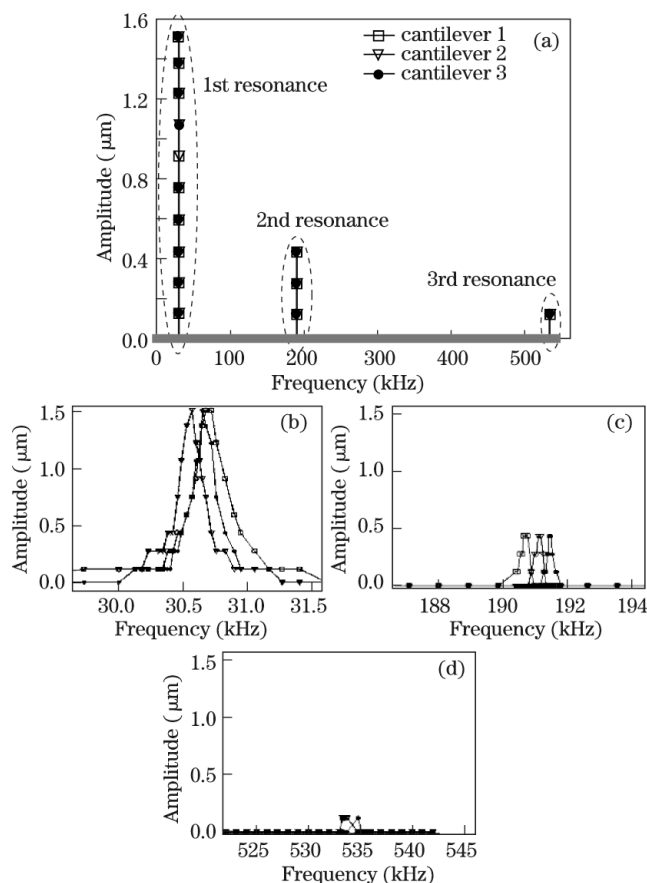 1.6
1.2
0.8
0.4
0.0
Amplitude (μm)
cantilever 1
cantilever 2
cantilever 3
(a)
1st resonance
2nd resonance
3rd resonance
0 100 200 300 400 500
Frequency (kHz)
1.5
1.0
0.5
0.0
Amplitude (μm)
(b)
30.0 30.5 31.0 31.5
Frequency (kHz)
1.5
1.0
0.5
0.0
Amplitude (μm)
(c)
188 190 192 194
Frequency (kHz)
1.5
1.0
0.5
0.0
Amplitude (μm)
(d)
525 530 535 540 545
Frequency (kHz)